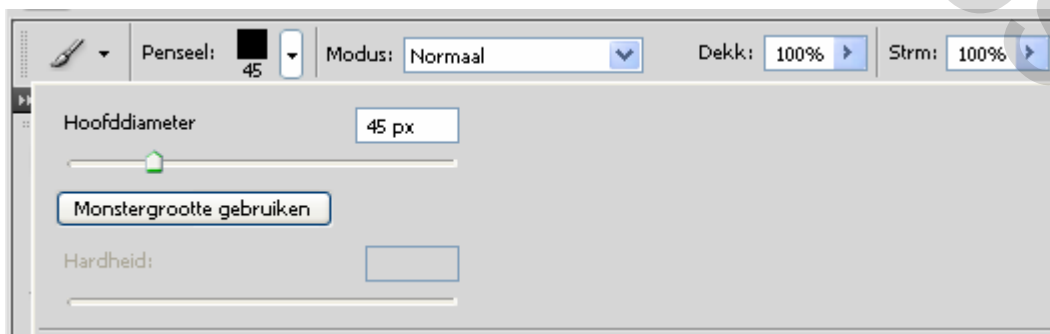 Penseel: 45 Modus: Normaal Dekk: 100% Strm: 100%
Hoofddiameter 45 px
Monstergrootte gebruiken
Hardheid: